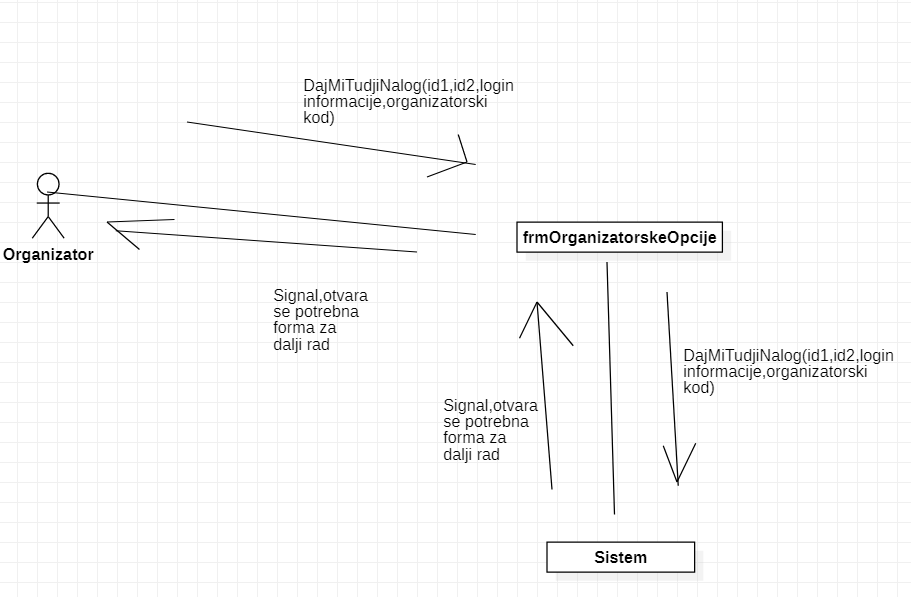 DajMiTudjiNalog(id1,id2,login
informacije,organizatorski
kod)
Organizator
frmOrganizatorskeOpcije
Signal,otvara
se potrebna
forma za
dalji rad
DajMiTudjiNalog(id1,id2,login
informacije,organizatorski
kod)
Signal,otvara
se potrebna
forma za
dalji rad
Sistem